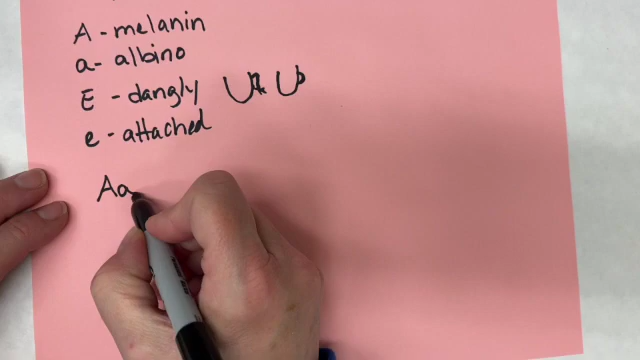 A - melanin
a - albino
E - dangly
e - attached
Aa